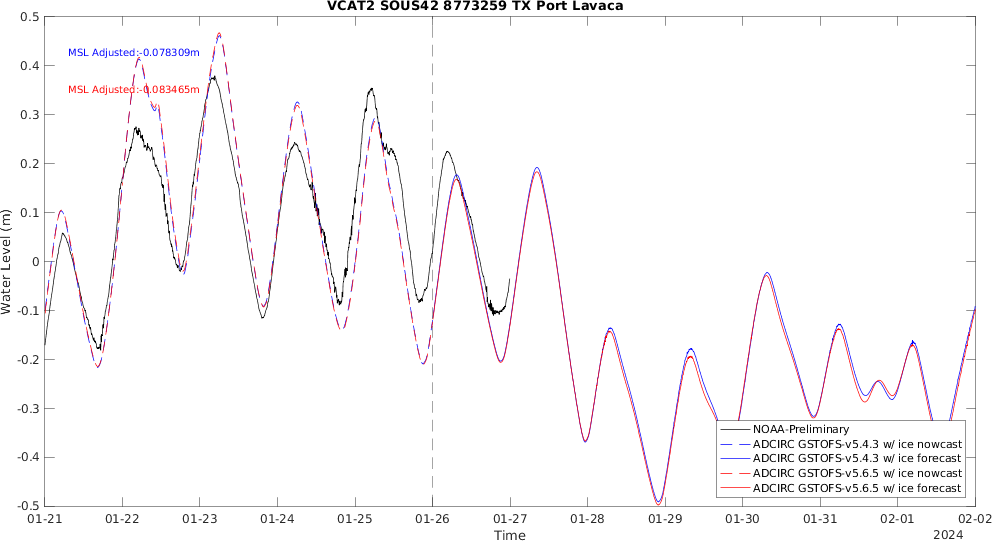 VCAT2 SOUS42 8773259 TX Port Lavaca
MSL Adjusted:-0.078309m
MSL Adjusted:-0.083465m
Water Level (m)
0.5
0.4
0.3
0.2
0.1
0
-0.1
-0.2
-0.3
-0.4
-0.5
NOAA-Preliminary
ADCIRC GSTOFS-v5.4.3 w/ ice nowcast
ADCIRC GSTOFS-v5.4.3 w/ ice forecast
ADCIRC GSTOFS-v5.6.5 w/ ice nowcast
ADCIRC GSTOFS-v5.6.5 w/ ice forecast
01-21 01-22 01-23 01-24 01-25 01-26 01-27 01-28 01-29 01-30 01-31 02-01 02-02
Time
2024